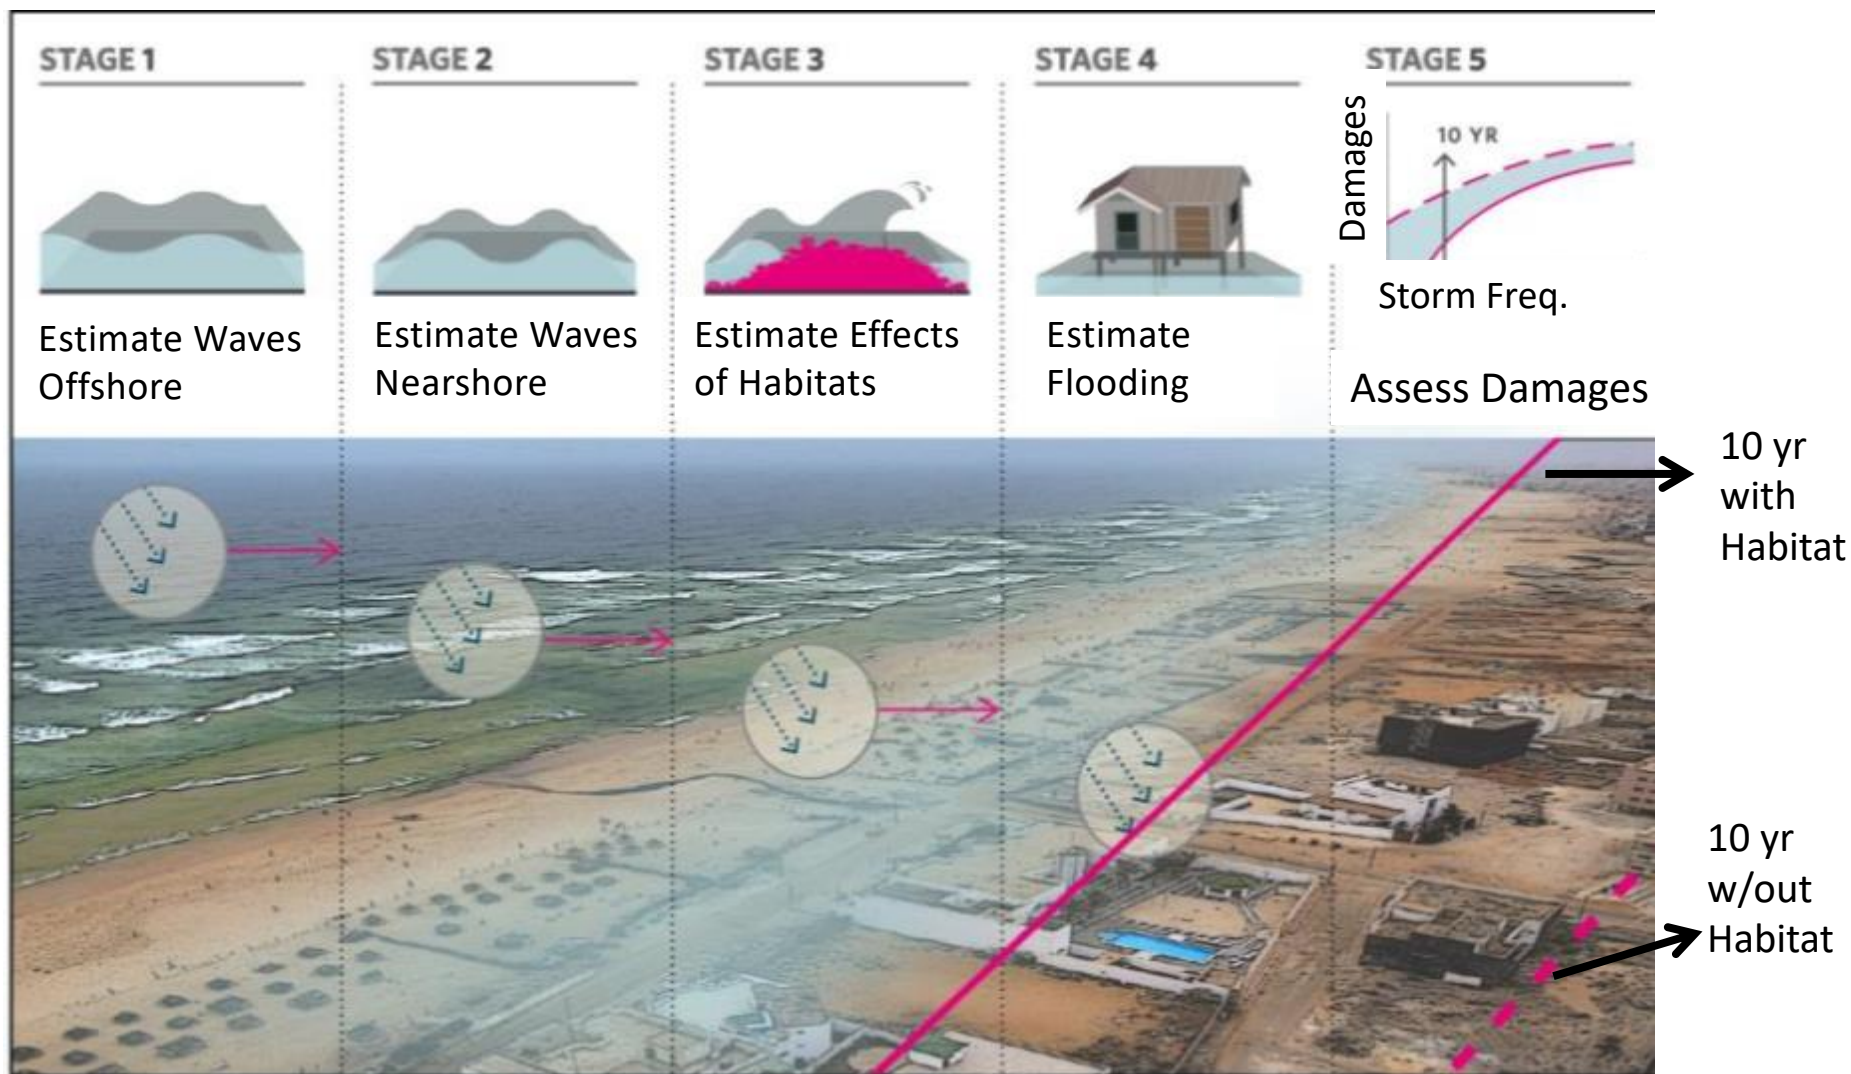 STAGE 1
STAGE 2
STAGE 3
STAGE 4
STAGE 5
Damages
10 YR
Storm Freq.
Estimate Waves
Offshore
Estimate Waves
Nearshore
Estimate Effects
of Habitats
Estimate
Flooding
Assess Damages
10 yr
with
Habitat
10 yr
w/out
Habitat